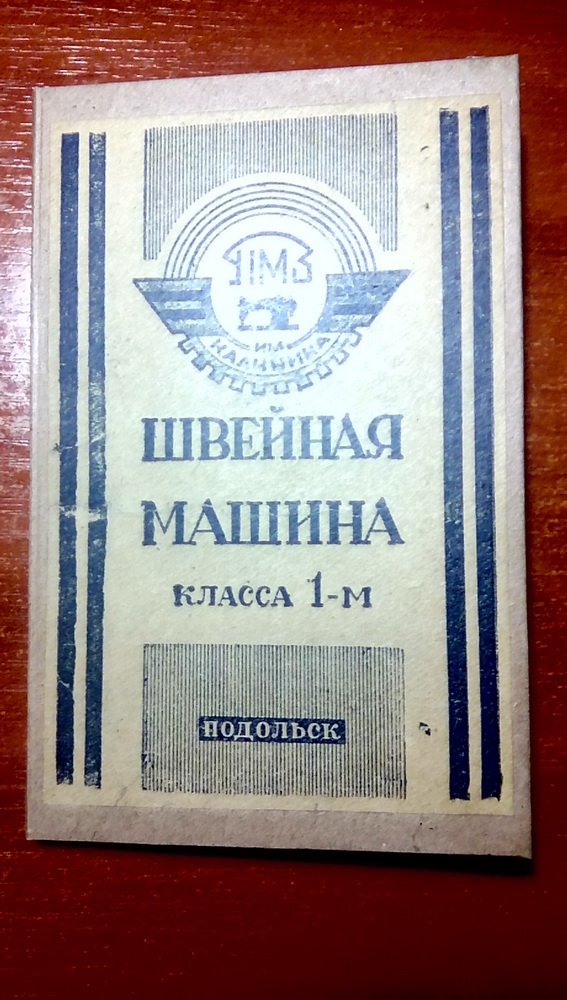 ПМЗ
ИМ.
КАЛИНИНА
ШВЕЙНАЯ
МАШИНА
КЛАССА 1-М
ПОДОЛЬСК